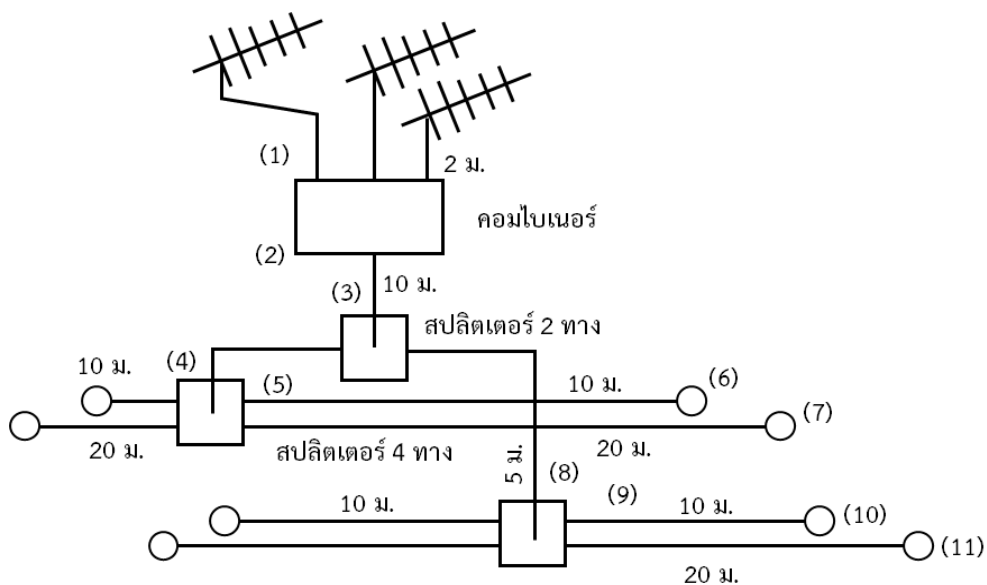 (1)
2 ม.
คอมไบเนอร์
(2)
10 ม.
(3)
สปลิตเตอร์ 2 ทาง
10 ม.
(4)
(5)
10 ม.
(6)
(7)
20 ม.
สปลิตเตอร์ 4 ทาง
20 ม.
5 ม.
(8)
10 ม.
(9)
10 ม.
(10)
(11)
20 ม.